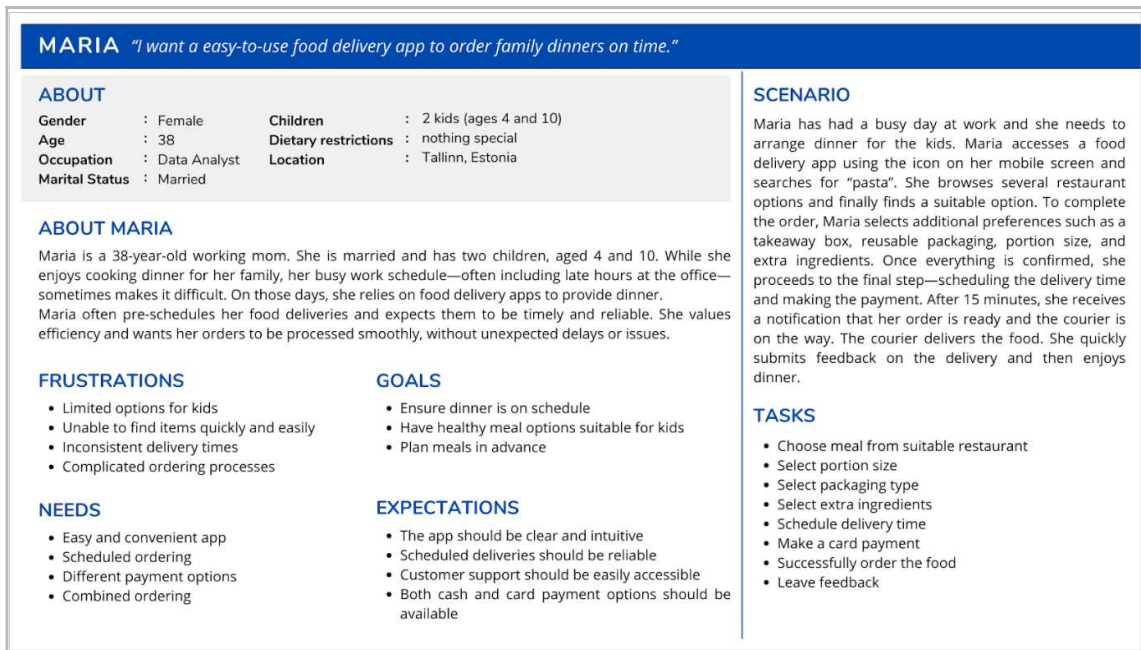 MARIA "I want a easy-to-use food delivery app to order family dinners on time."
ABOUT
Gender : Female
Age : 38
Occupation : Data Analyst
Marital Status : Married
Children : 2 kids (ages 4 and 10)
Dietary restrictions : nothing special
Location : Tallinn, Estonia
ABOUT MARIA
Maria is a 38-year-old working mom. She is married and has two children, aged 4 and 10. While she
enjoys cooking dinner for her family, her busy work schedule—often including late hours at the office—
sometimes makes it difficult. On those days, she relies on food delivery apps to provide dinner.
Maria often pre-schedules her food deliveries and expects them to be timely and reliable. She values
efficiency and wants her orders to be processed smoothly, without unexpected delays or issues.
FRUSTRATIONS
• Limited options for kids
• Unable to find items quickly and easily
• Inconsistent delivery times
• Complicated ordering processes
GOALS
• Ensure dinner is on schedule
• Have healthy meal options suitable for kids
• Plan meals in advance
NEEDS
• Easy and convenient app
• Scheduled ordering
• Different payment options
• Combined ordering
EXPECTATIONS
• The app should be clear and intuitive
• Scheduled deliveries should be reliable
• Customer support should be easily accessible
• Both cash and card payment options should be
available
SCENARIO
Maria has had a busy day at work and she needs to
arrange dinner for the kids. Maria accesses a food
delivery app using the icon on her mobile screen and
searches for "pasta". She browses several restaurant
options and finally finds a suitable option. To complete
the order, Maria selects additional preferences such as a
takeaway box, reusable packaging, portion size, and
extra ingredients. Once everything is confirmed, she
proceeds to the final step—scheduling the delivery time
and making the payment. After 15 minutes, she receives
a notification that her order is ready and the courier is
on the way. The courier delivers the food. She quickly
submits feedback on the delivery and then enjoys
dinner.
TASKS
• Choose meal from suitable restaurant
• Select portion size
• Select packaging type
• Select extra ingredients
• Schedule delivery time
• Make a card payment
• Successfully order the food
• Leave feedback